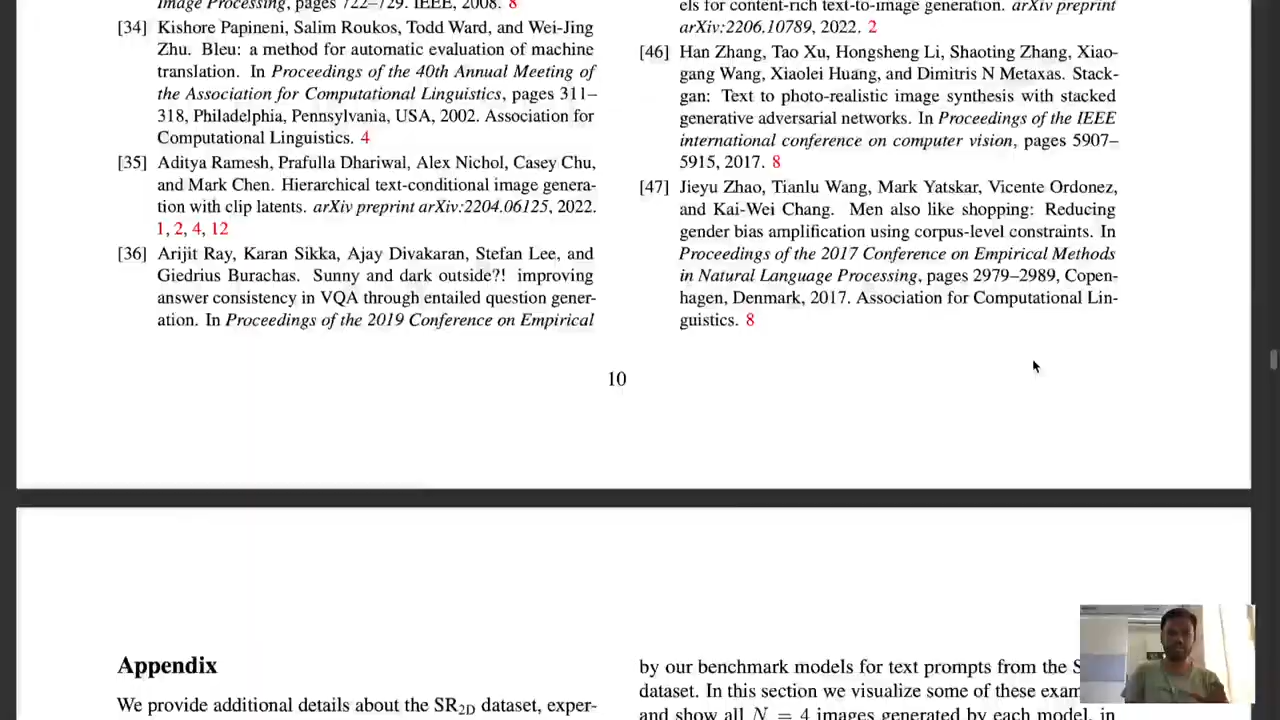 Image Processing, pages 722–729. IEEE, 2008. 8
[34] Kishore Papineni, Salim Roukos, Todd Ward, and Wei-Jing
Zhu. Bleu: a method for automatic evaluation of machine
translation. In Proceedings of the 40th Annual Meeting of
the Association for Computational Linguistics, pages 311–
318, Philadelphia, Pennsylvania, USA, 2002. Association for
Computational Linguistics. 4
[35] Aditya Ramesh, Prafulla Dhariwal, Alex Nichol, Casey Chu,
and Mark Chen. Hierarchical text-conditional image genera-
tion with clip latents. arXiv preprint arXiv:2204.06125, 2022.
1, 2, 4, 12
[36] Arijit Ray, Karan Sikka, Ajay Divakaran, Stefan Lee, and
Giedrius Burachas. Sunny and dark outside?! improving
answer consistency in VQA through entailed question gener-
ation. In Proceedings of the 2019 Conference on Empirical
els for content-rich text-to-image generation. arXiv preprint
arXiv:2206.10789, 2022. 2
[46] Han Zhang, Tao Xu, Hongsheng Li, Shaoting Zhang, Xiao-
gang Wang, Xiaolei Huang, and Dimitris N Metaxas. Stack-
gan: Text to photo-realistic image synthesis with stacked
generative adversarial networks. In Proceedings of the IEEE
international conference on computer vision, pages 5907–
5915, 2017. 8
[47] Jieyu Zhao, Tianlu Wang, Mark Yatskar, Vicente Ordonez,
and Kai-Wei Chang. Men also like shopping: Reducing
gender bias amplification using corpus-level constraints. In
Proceedings of the 2017 Conference on Empirical Methods
in Natural Language Processing, pages 2979–2989, Copen-
hagen, Denmark, 2017. Association for Computational Lin-
guistics. 8
10
Appendix
We provide additional details about the SR2D dataset, exper-
by our benchmark models for text prompts from the
dataset. In this section we visualize some of these
and show all N = 4 images generated by each model, in